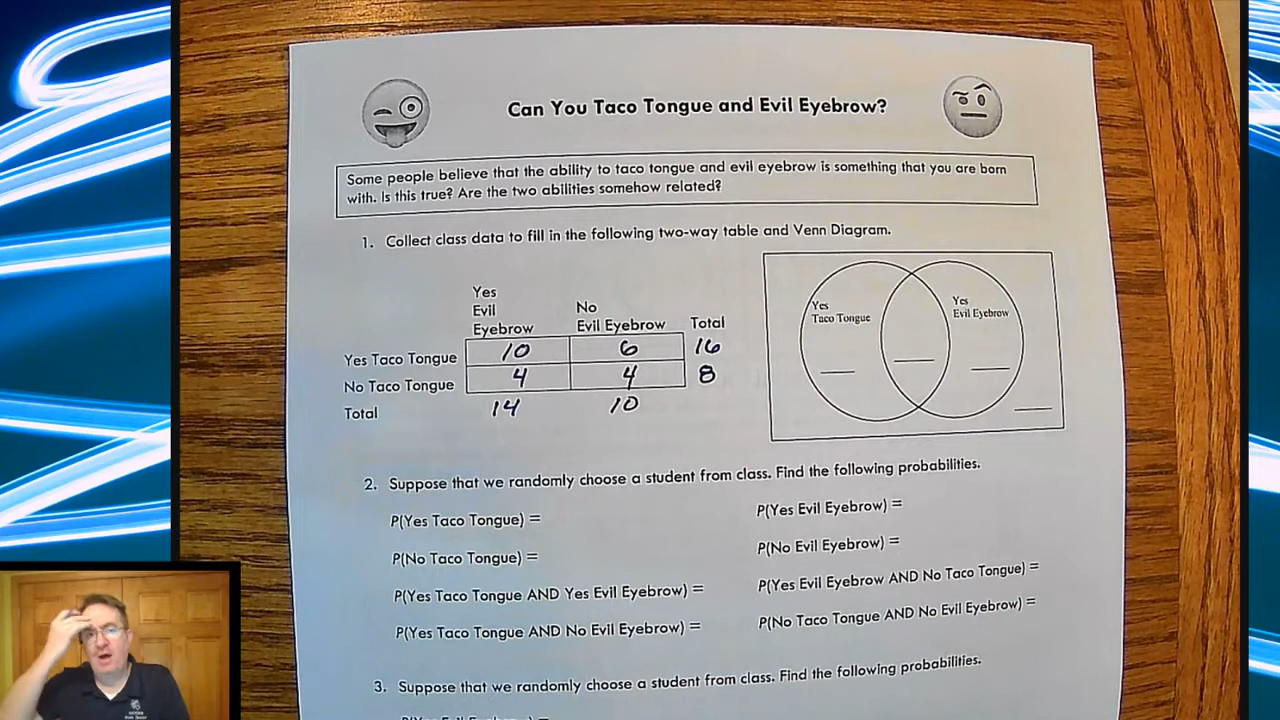 Can You Taco Tongue and Evil Eyebrow?
Some people believe that the ability to taco tongue and evil eyebrow is something that you are born
with. Is this true? Are the two abilities somehow related?
1. Collect class data to fill in the following two-way table and Venn Diagram.
Yes
Evil
Eyebrow
No
Evil Eyebrow
Total
Yes Taco Tongue 10 6 16
No Taco Tongue 4 4 8
Total 14 10
Yes
Taco Tongue
Yes
Evil Eyebrow
2. Suppose that we randomly choose a student from class. Find the following probabilities.
P(Yes Taco Tongue) =
P(Yes Evil Eyebrow) =
P(No Taco Tongue) =
P(No Evil Eyebrow) =
P(Yes Taco Tongue AND Yes Evil Eyebrow) =
P(Yes Evil Eyebrow AND No Taco Tongue) =
P(Yes Taco Tongue AND No Evil Eyebrow) =
P(No Taco Tongue AND No Evil Eyebrow) =
3. Suppose that we randomly choose a student from class. Find the following probabilities.